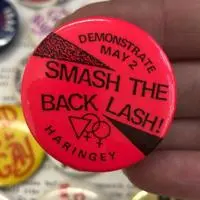 DEMONSTRATE
MAY 2
SMASH THE
BACK LASH!
HARINGEY